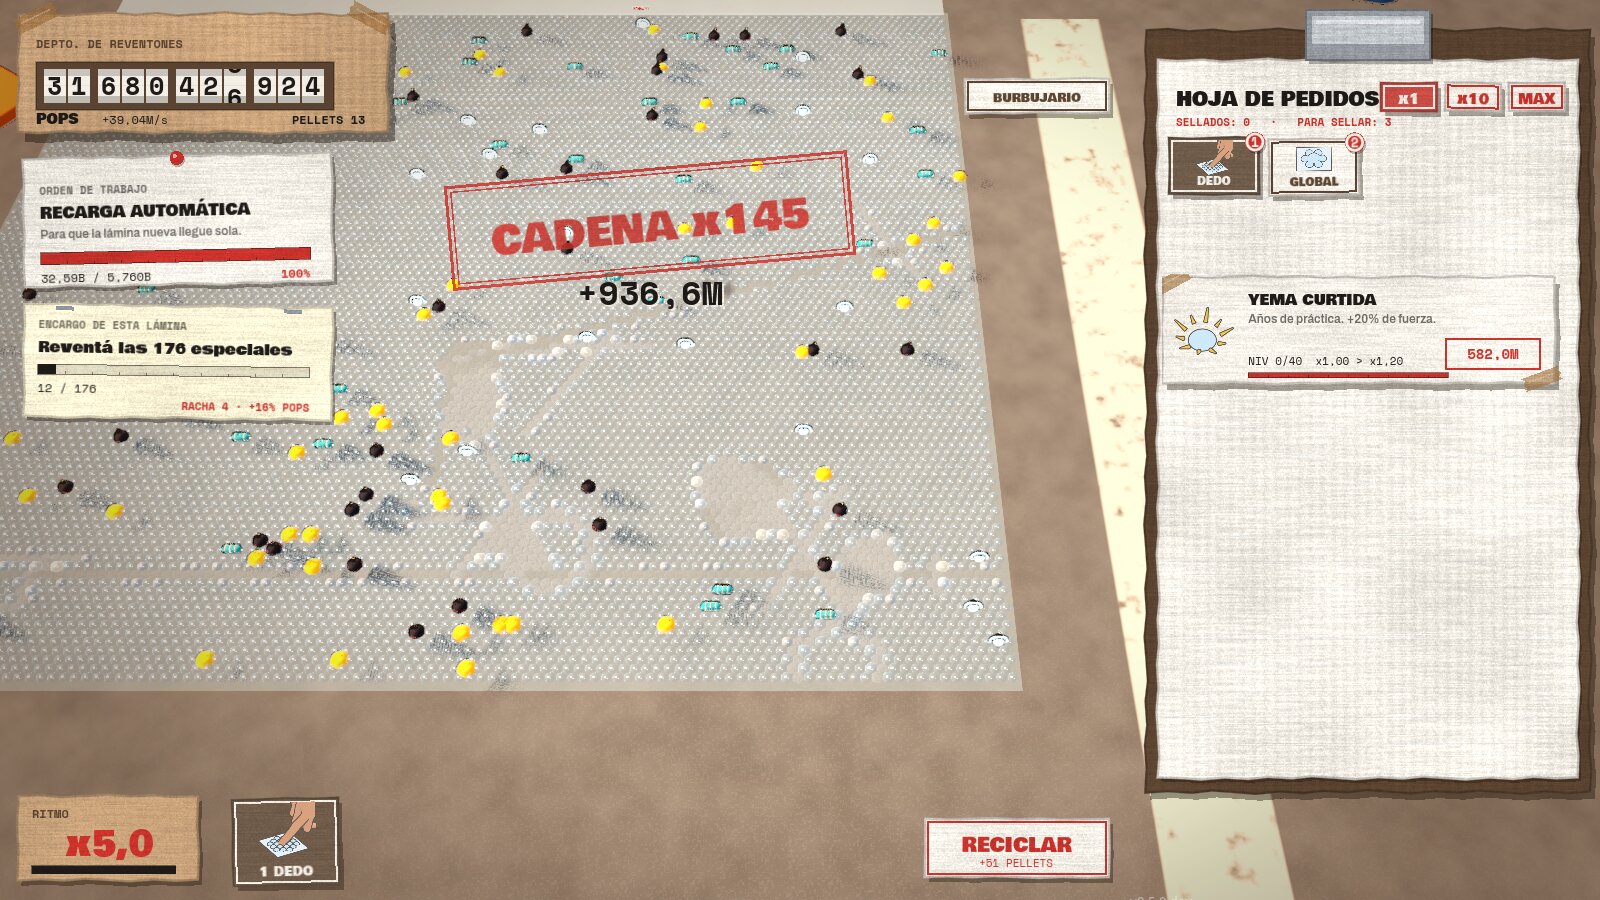 DEPTO. DE REVENTONES
31 680 426 924
POPS +39,04M/s PELLETS 13
ORDEN DE TRABAJO
RECARGA AUTOMÁTICA
Para que la lámina nueva llegue sola.
32.59B / 5.760B 100%
ENCARGO DE ESTA LÁMINA
Reventá las 176 especiales
12 / 176
RACHA 4 · +16% POPS
CADENA x145
+936,6M
BURBUJARIO
HOJA DE PEDIDOS x1 x10 MAX
SELLADOS: 0 · PARA SELLAR: 3
DEDO 1
GLOBAL 2
YEMA CURTIDA
Años de práctica. +20% de fuerza.
NIV 0/40 x1,00 > x1,20
582,0M
RITMO
x5,0
1 DEDO
RECICLAR
+51 PELLETS